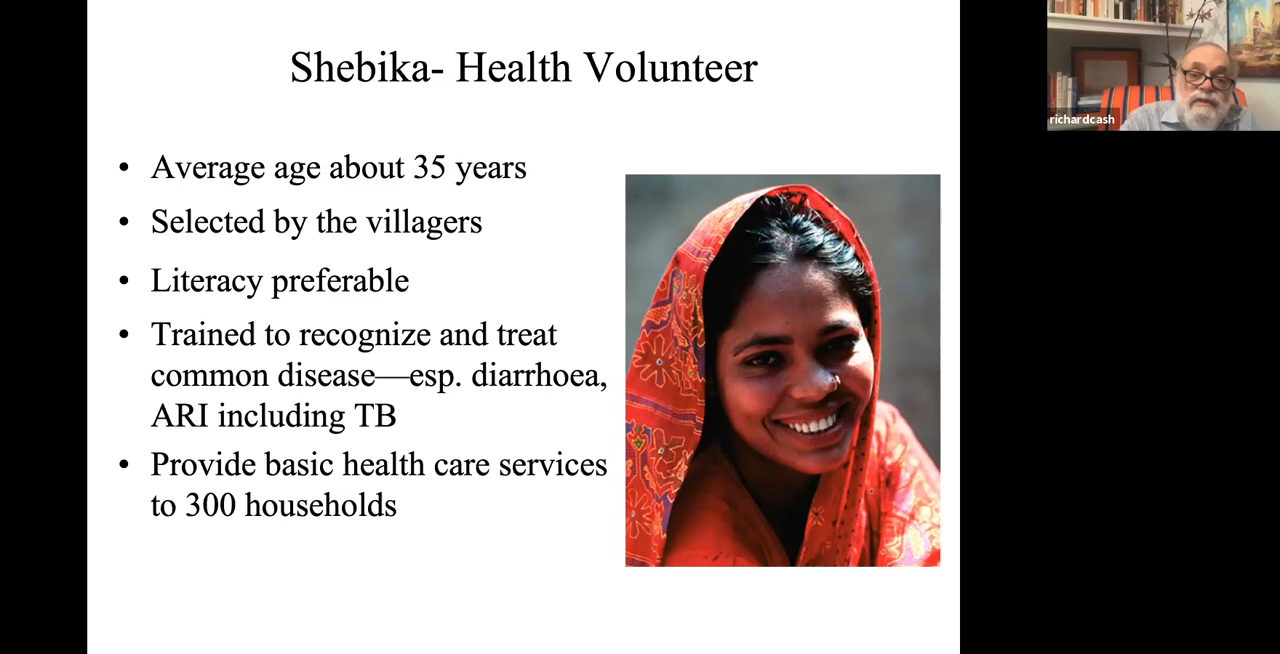 Shebika- Health Volunteer
• Average age about 35 years
• Selected by the villagers
• Literacy preferable
• Trained to recognize and treat
common disease—esp. diarrhoea,
ARI including TB
• Provide basic health care services
to 300 households
richardcash